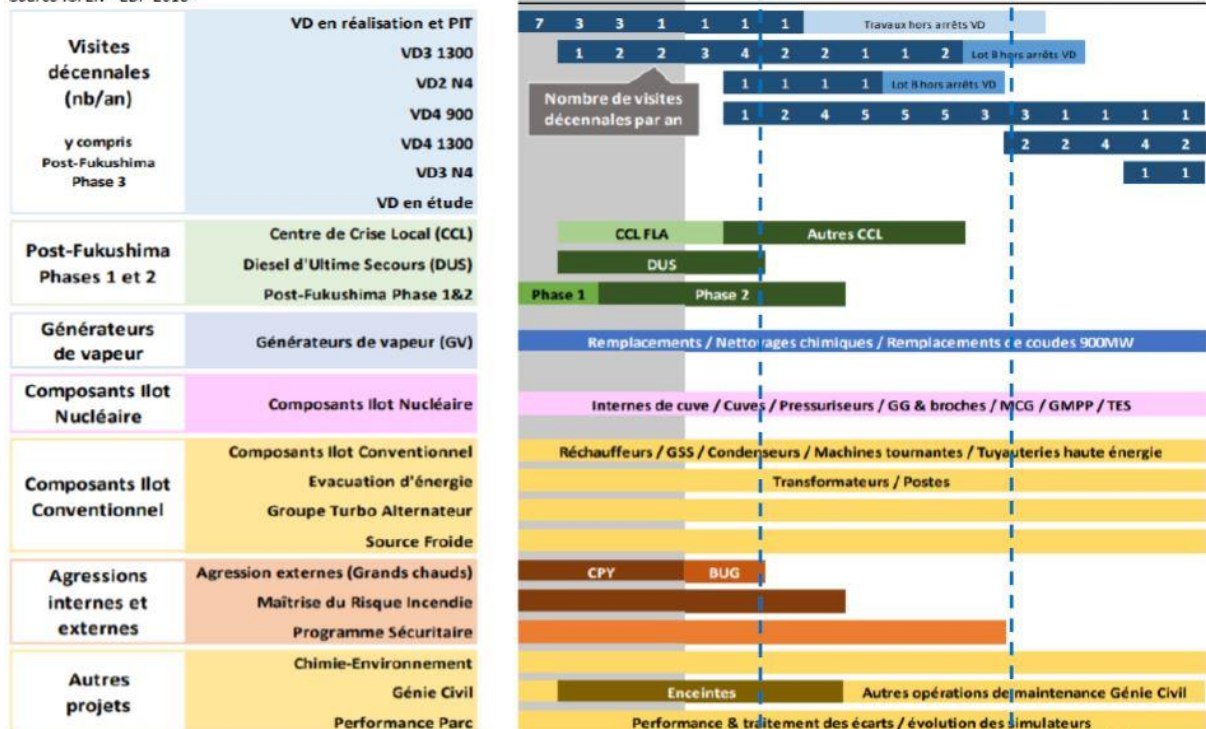 VD en réalisation et PIT 7 3 3 1 1 1 1 Travaux hors arrêts VD
Visites
décennales
(nb/an)
y compris
Post-Fukushima
Phase 3
VD3 1300 1 2 2 3 4 2 2 1 1 2 Lot B hors arrêts VD
VD2 N4 1 1 1 1 Lot B hors arrêts VD
Nombre de visites
décennales par an
VD4 900 1 2 4 5 5 5 3 3 1 1 1 1
VD4 1300 2 2 4 4 2
VD3 N4 1 1
VD en étude
Post-Fukushima
Phases 1 et 2
Centre de Crise Local (CCL) CCL FLA Autres CCL
Diesel d'Ultime Secours (DUS) DUS
Post-Fukushima Phase 1&2 Phase 1 Phase 2
Générateurs
de vapeur
Générateurs de vapeur (GV) Remplacements / Nettoyages chimiques / Remplacements de coudes 900MW
Composants Ilot
Nucléaire
Composants Ilot Nucléaire Internes de cuve / Cuves / Pressuriseurs / GG & broches / MCG / GMPP / TES
Composants Ilot
Conventionnel
Composants Ilot Conventionnel Réchauffeurs / GSS / Condenseurs / Machines tournantes / Tuyauteries haute énergie
Evacuation d'énergie Transformateurs / Postes
Groupe Turbo Alternateur
Source Froide
Agressions
internes et
externes
Agression externes (Grands chauds) CPY BUG
Maîtrise du Risque Incendie
Programme Sécuritaire
Autres
projets
Chimie-Environnement
Génie Civil Enceintes Autres opérations de maintenance Génie Civil
Performance Parc Performance & traitement des écarts / évolution des simulateurs